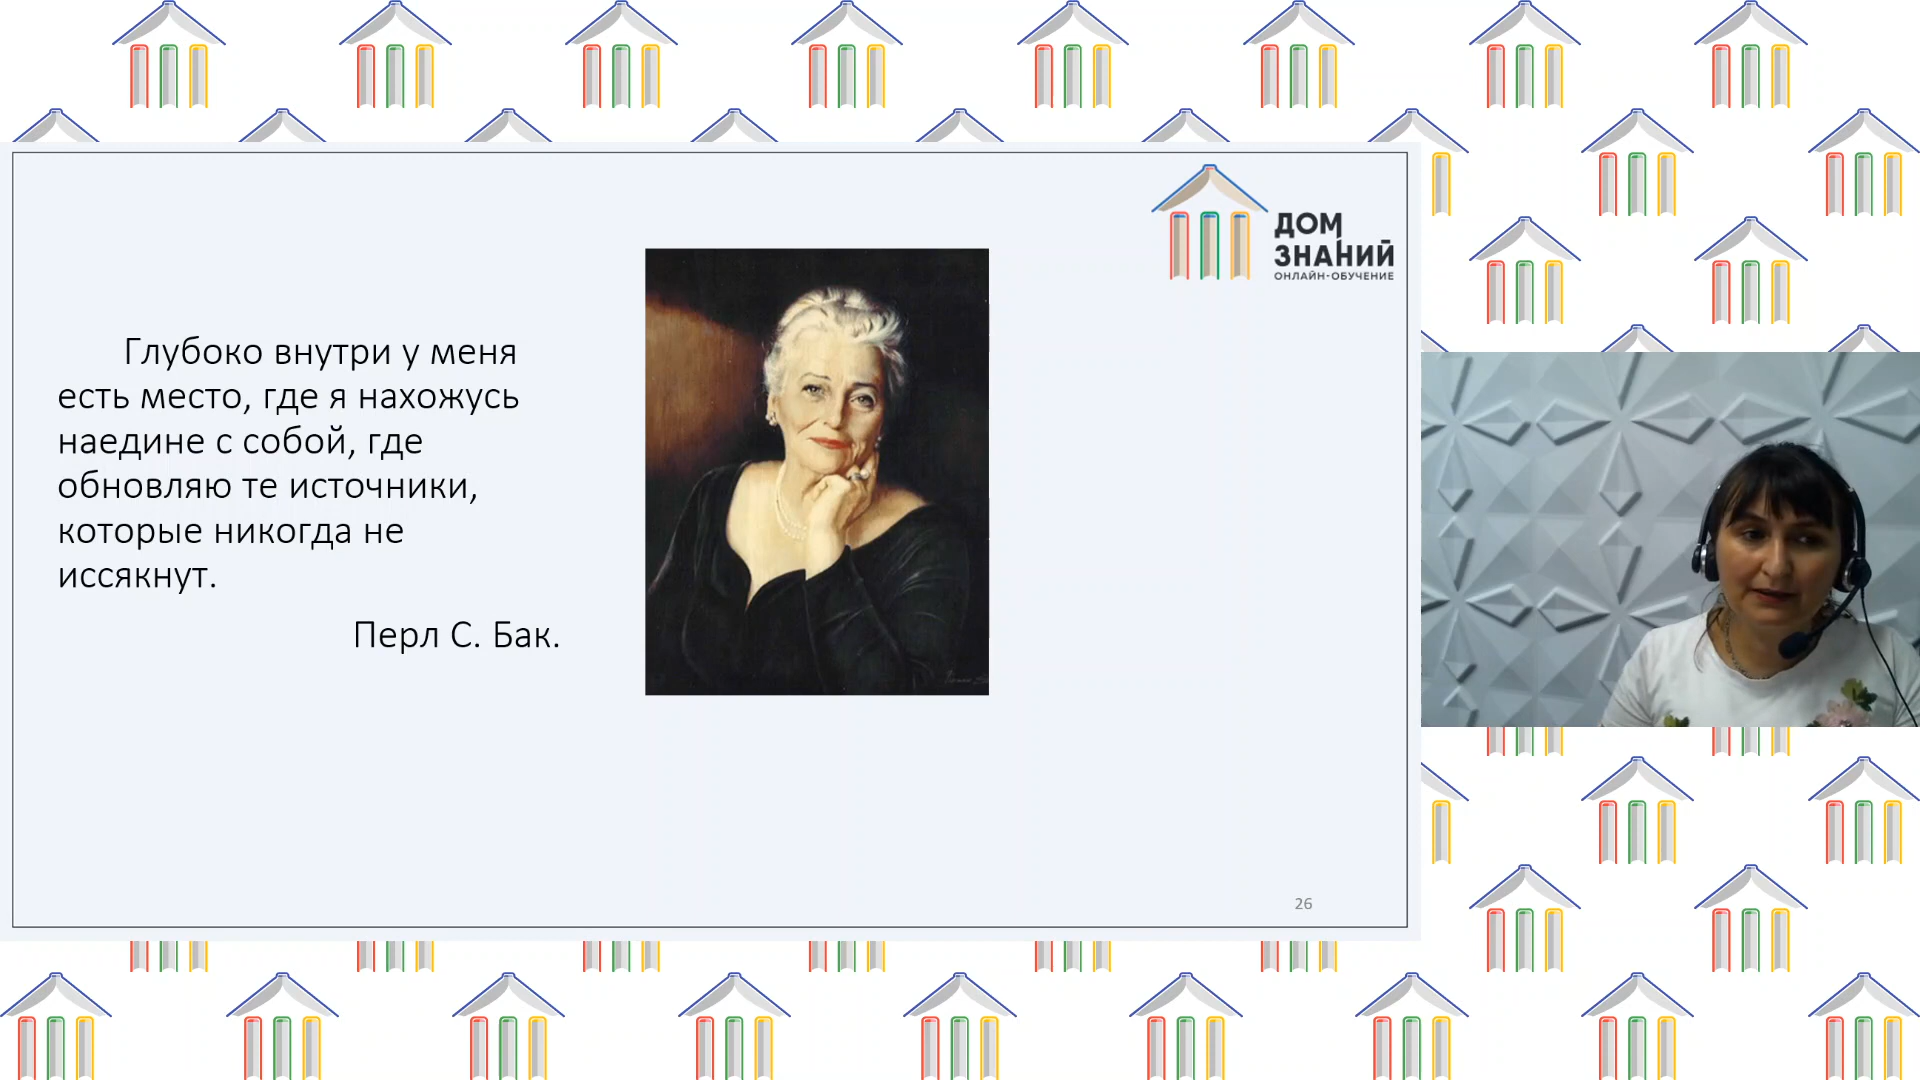 ДОМ
ЗНАНИЙ
ОНЛАЙН-ОБУЧЕНИЕ
Глубоко внутри у меня
есть место, где я нахожусь
наедине с собой, где
обновляю те источники,
которые никогда не
иссякнут.
Перл С. Бак.
26